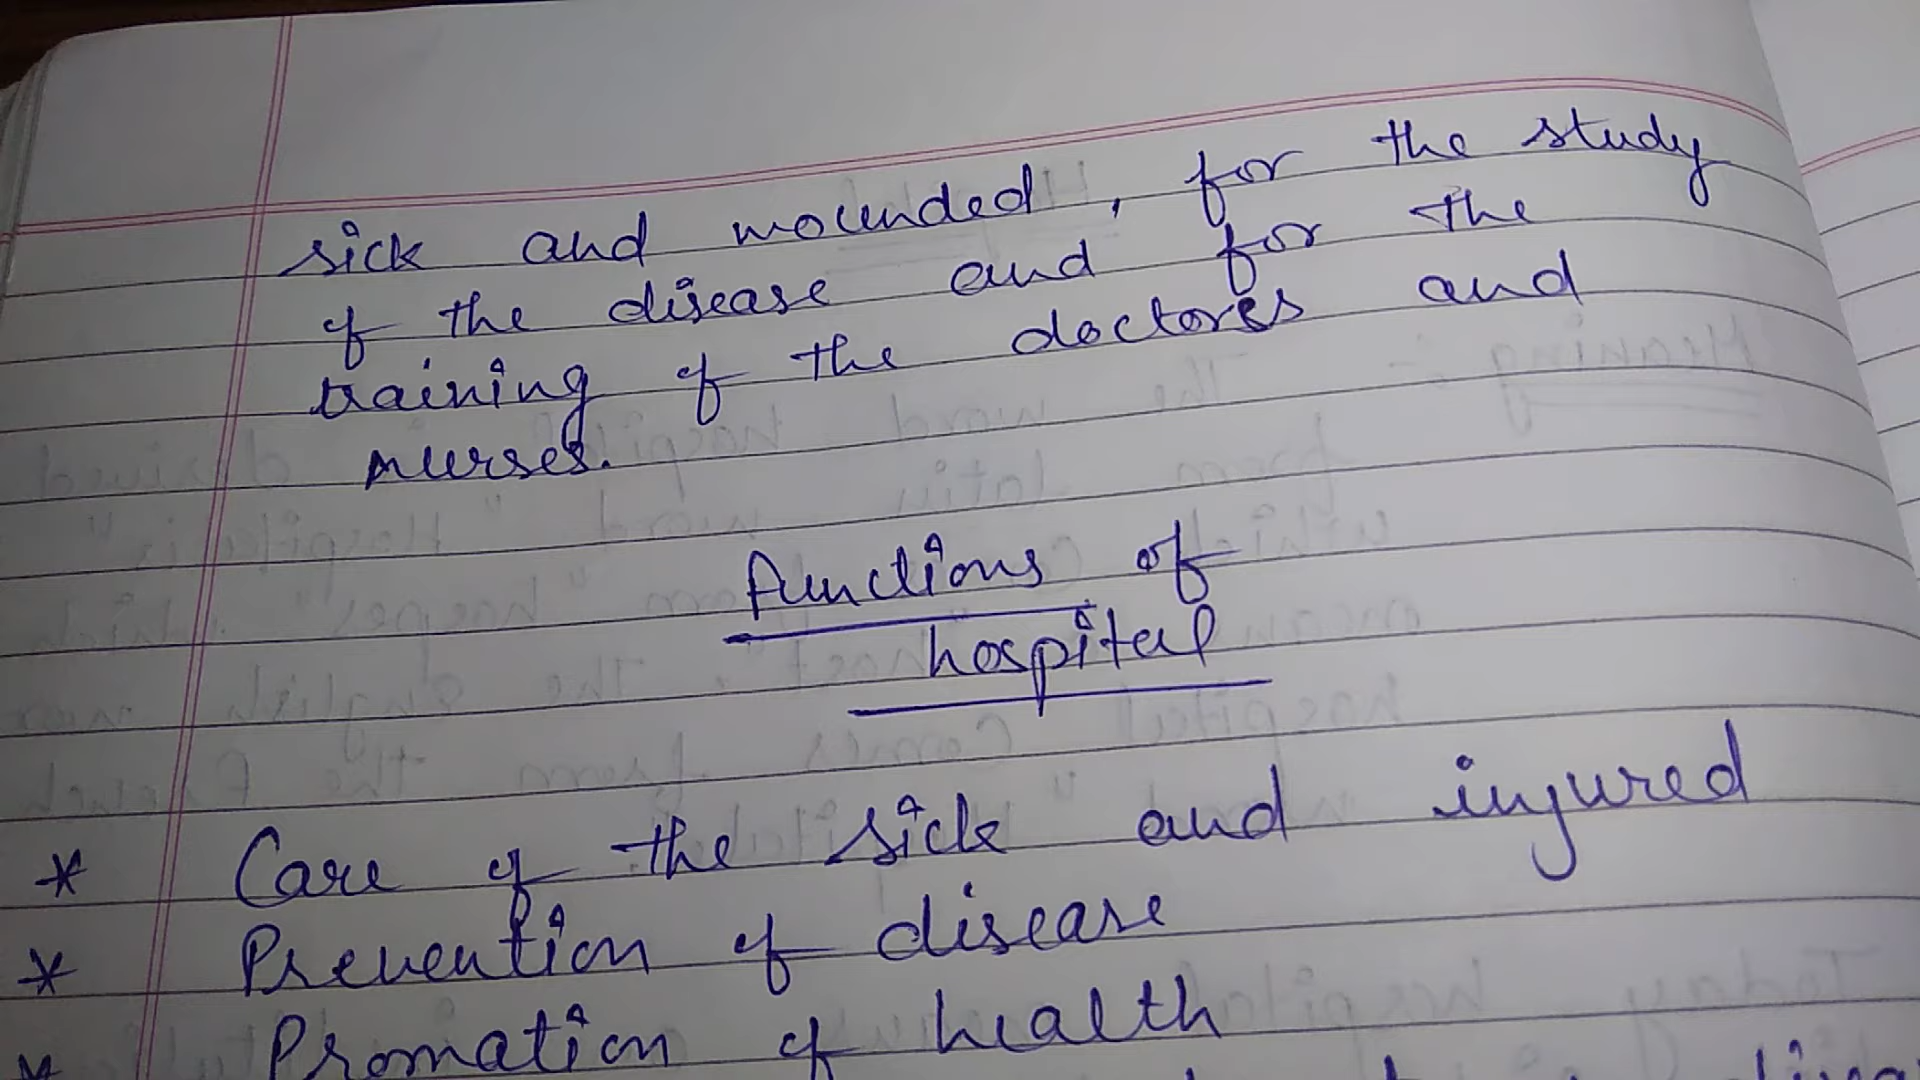 sick and wounded, for the study
of the disease and for the
training of the doctores and
nurses.
functions of
hospital
* Care of the sick and injured
* Prevention of disease
* Promation of health